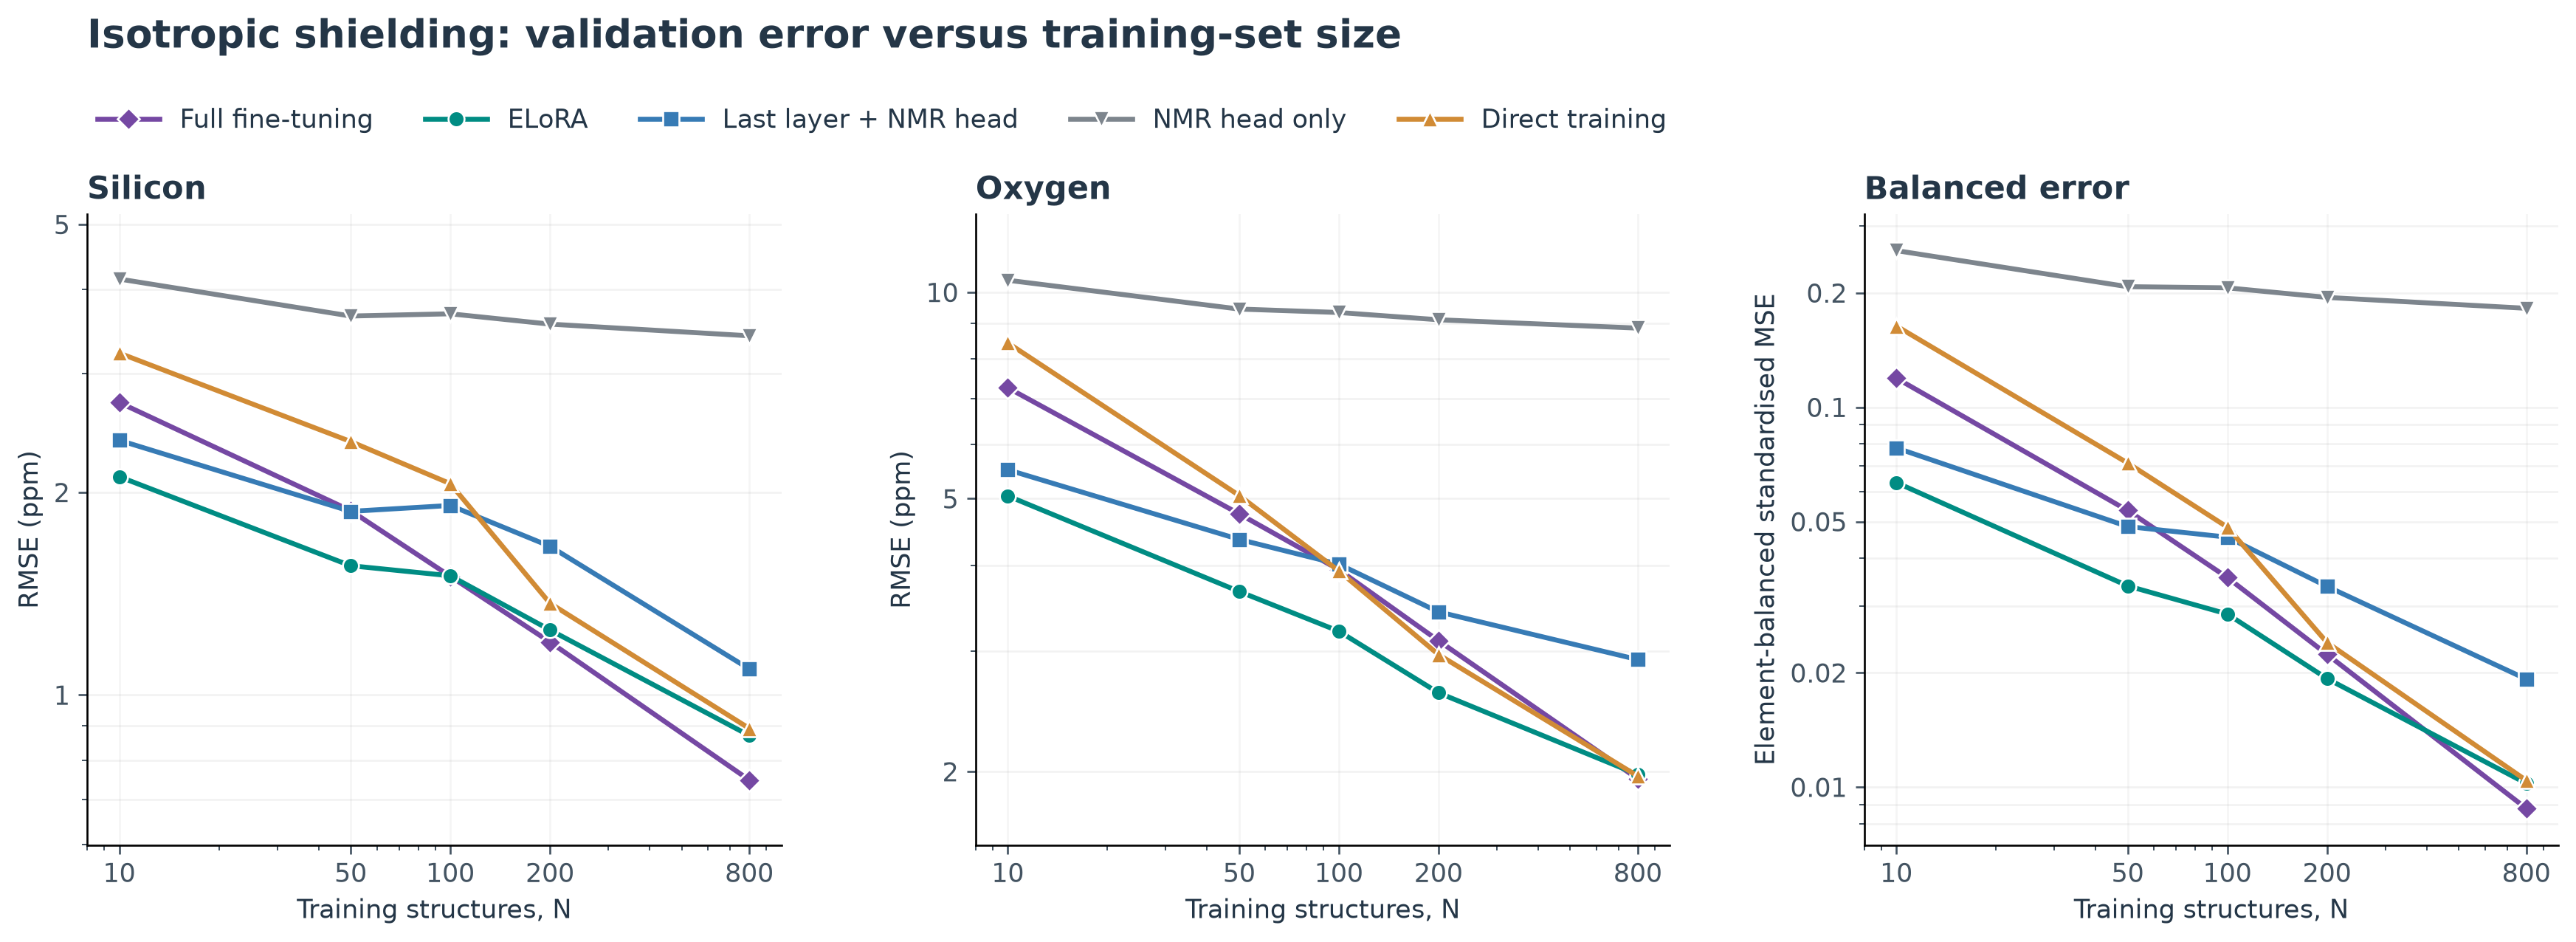 Isotropic shielding: validation error versus training-set size
Full fine-tuning ELoRA Last layer + NMR head NMR head only Direct training
Silicon
5
2
1
RMSE (ppm)
10 50 100 200 800
Training structures, N
Oxygen
10
5
2
RMSE (ppm)
10 50 100 200 800
Training structures, N
Balanced error
0.2
0.1
0.05
0.02
0.01
Element-balanced standardised MSE
10 50 100 200 800
Training structures, N